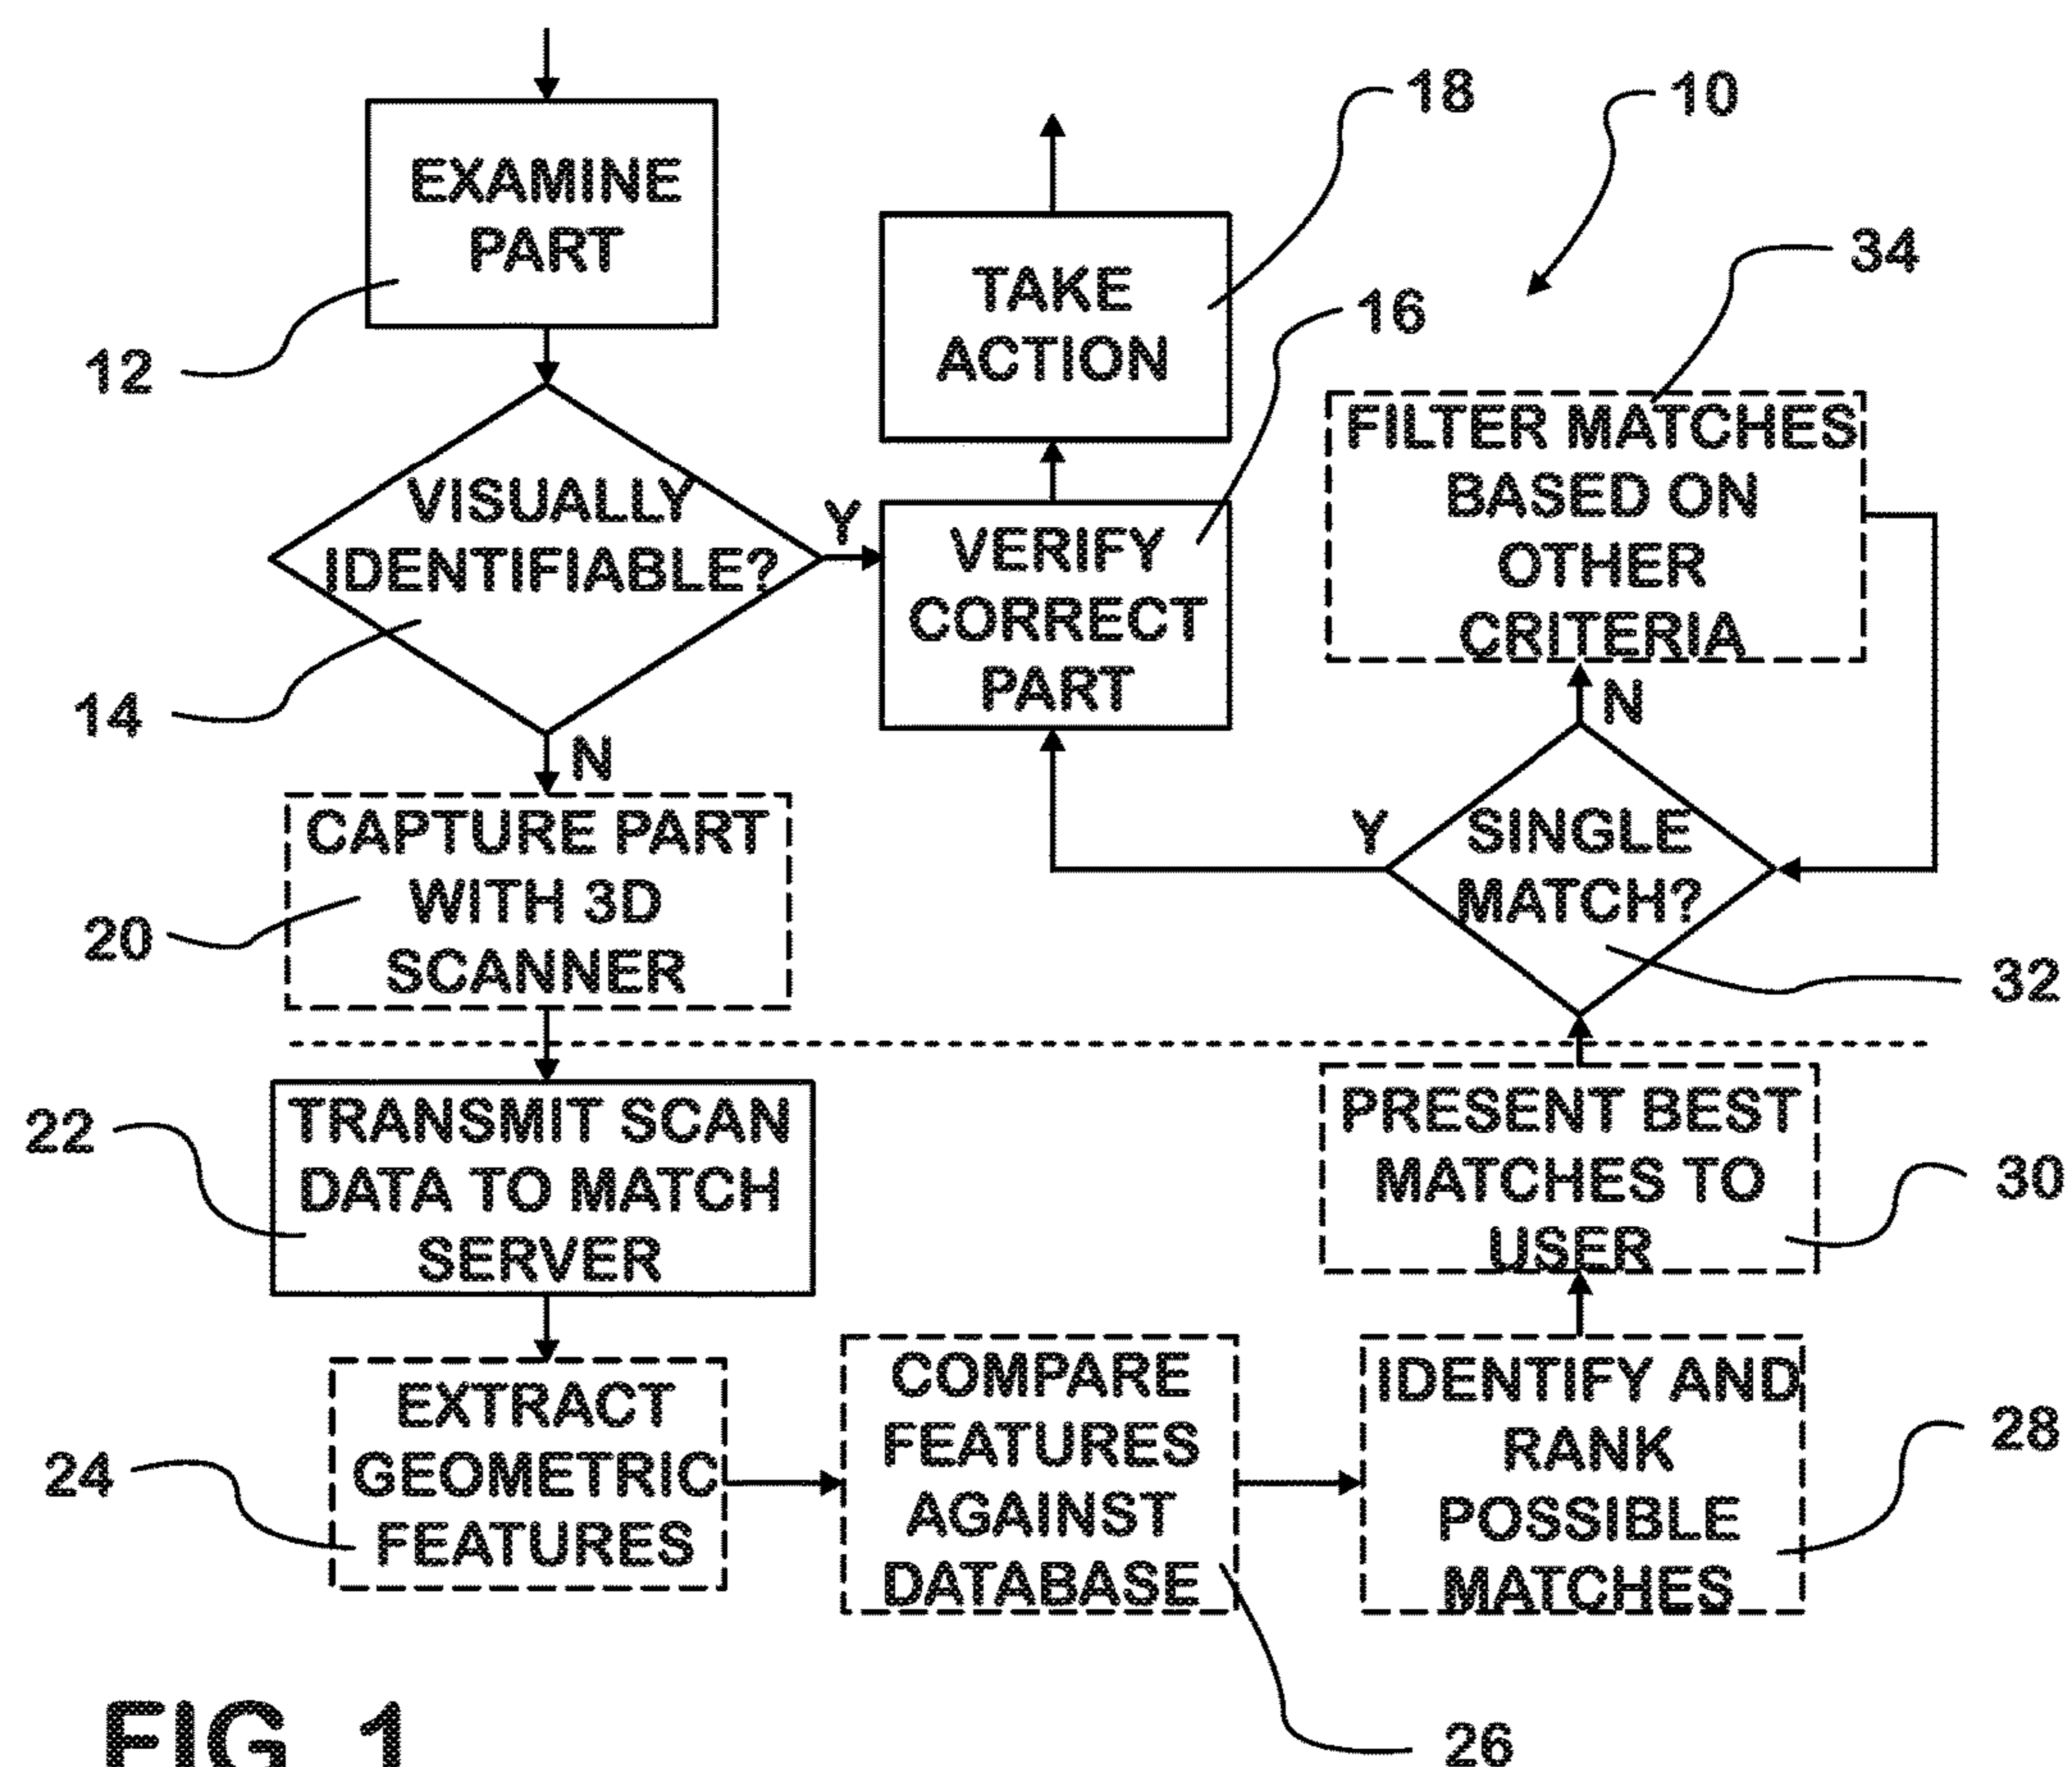 EXAMINE
PART
12
VISUALLY
IDENTIFIABLE?
14
Y
N
CAPTURE PART
WITH 3D
SCANNER
20
TRANSMIT SCAN
DATA TO MATCH
SERVER
22
EXTRACT
GEOMETRIC
FEATURES
24
COMPARE
FEATURES
AGAINST
DATABASE
26
IDENTIFY AND
RANK
POSSIBLE
MATCHES
28
PRESENT BEST
MATCHES TO
USER
30
SINGLE
MATCH?
32
Y
N
FILTER MATCHES
BASED ON
OTHER
CRITERIA
34
VERIFY
CORRECT
PART
16
TAKE
ACTION
18
10
FIG. 1